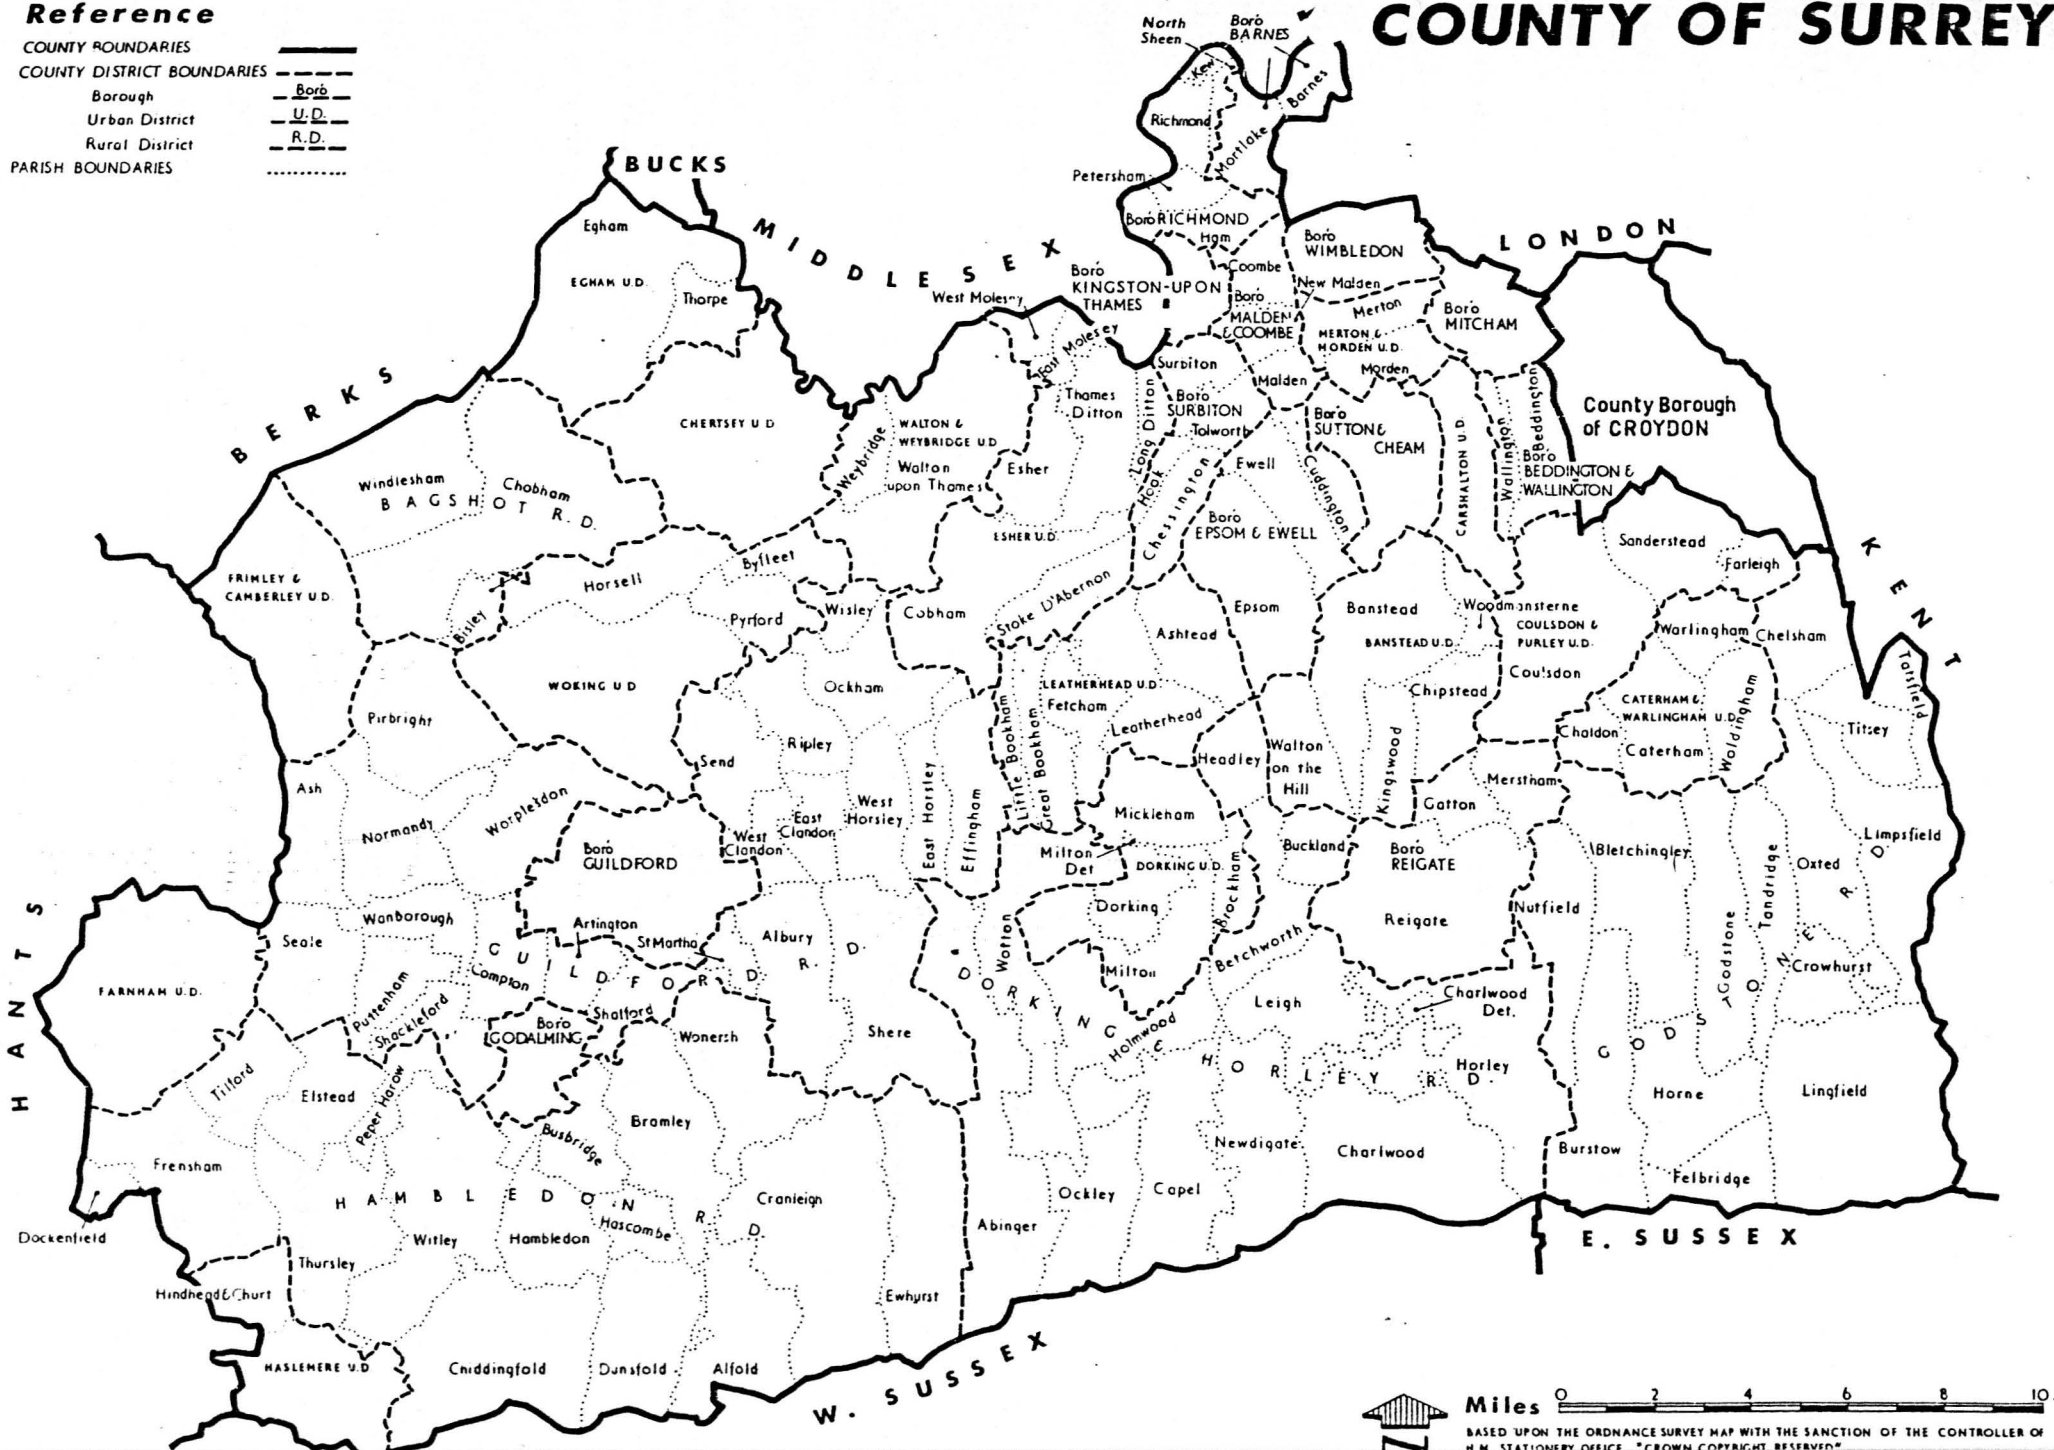 Reference
COUNTY BOUNDARIES
COUNTY DISTRICT BOUNDARIES
Borough
Boro
Urban District
U.D.
Rural District
R.D.
PARISH BOUNDARIES
COUNTY OF SURREY
North
Sheen
Boro
BARNES
Kew
Barnes
Richmond
Mortlake
Petersham
Boro RICHMOND
Ham
BUCKS
MIDDLESEX
LONDON
BERKS
KENT
HANTS
W. SUSSEX
E. SUSSEX
Egham
EGHAM U.D.
Thorpe
West Molesey
East Molesey
Boro
KINGSTON-UPON
THAMES
Coombe
Boro
MALDEN
& COOMBE
New Malden
Boro
WIMBLEDON
Merton
MERTON &
MORDEN U.D.
Morden
Boro
MITCHAM
Surbiton
Malden
Boro
SURBITON
Tolworth
Thames
Ditton
Long Ditton
Hook
Chessington
Boro
SUTTON &
CHEAM
Cuddington
CARSHALTON U.D.
Wallington
Beddington
Boro
BEDDINGTON &
WALLINGTON
County Borough
of CROYDON
CHERTSEY U D
Weybridge
WALTON &
WEYBRIDGE U.D
Walton
upon Thames
Esher
ESHER U.D.
Ewell
Boro
EPSOM & EWELL
Epsom
Windlesham
Chobham
BAGSHOT R.D.
FRIMLEY &
CAMBERLEY U.D.
Bisley
Horsell
Byfleet
Pyrford
Wisley
Cobham
Stoke D'Abernon
Ashtead
Banstead
BANSTEAD U.D.
Woodmansterne
COULSDON &
PURLEY U.D.
Coulsdon
Chipstead
Sanderstead
Farleigh
Warlingham
Chelsham
Tatsfield
Titsey
CATERHAM &
WARLINGHAM U.D.
Woldingham
Chaldon
Caterham
Pirbright
WOKING U D
Ockham
Ripley
Send
LEATHERHEAD U.D.
Fetcham
Leatherhead
Little Bookham
Great Bookham
Headley
Walton
on the
Hill
Kingswood
Gatton
Merstham
Ash
Normandy
Worplesdon
Boro
GUILDFORD
West
Clandon
East
Clandon
West
Horsley
East Horsley
Effingham
Mickleham
Milton
Det
DORKING U.D.
Brockham
Buckland
Boro
REIGATE
Reigate
Nutfield
Bletchingley
Godstone
Tandridge
Oxted
Limpsfield
Crowhurst
GODSTONE R D.
Seale
Wanborough
Artington
St Martha
Albury
GUILDFORD R. D.
Compton
Puttenham
Shackleford
Shalford
Boro
GODALMING
Wonersh
Shere
Wotton
Dorking
Milton
Holmwood
Betchworth
Leigh
Charlwood
Det.
Horley
DORKING & HORLEY R D.
FARNHAM U.D.
Tilford
Elstead
Peper Harow
Frensham
Dockenfield
Hindhead & Churt
Thursley
Witley
HAMBLEDON R. D.
Hambledon
Busbridge
Hascombe
Bramley
Cranleigh
Ewhurst
Abinger
Ockley
Capel
Newdigate
Charlwood
Burstow
Horne
Felbridge
Lingfield
HASLEMERE U.D
Chiddingfold
Dunsfold
Alfold
Miles 0 2 4 6 8 10
N
BASED UPON THE ORDNANCE SURVEY MAP WITH THE SANCTION OF THE CONTROLLER OF
H.M. STATIONERY OFFICE. "CROWN COPYRIGHT RESERVED"